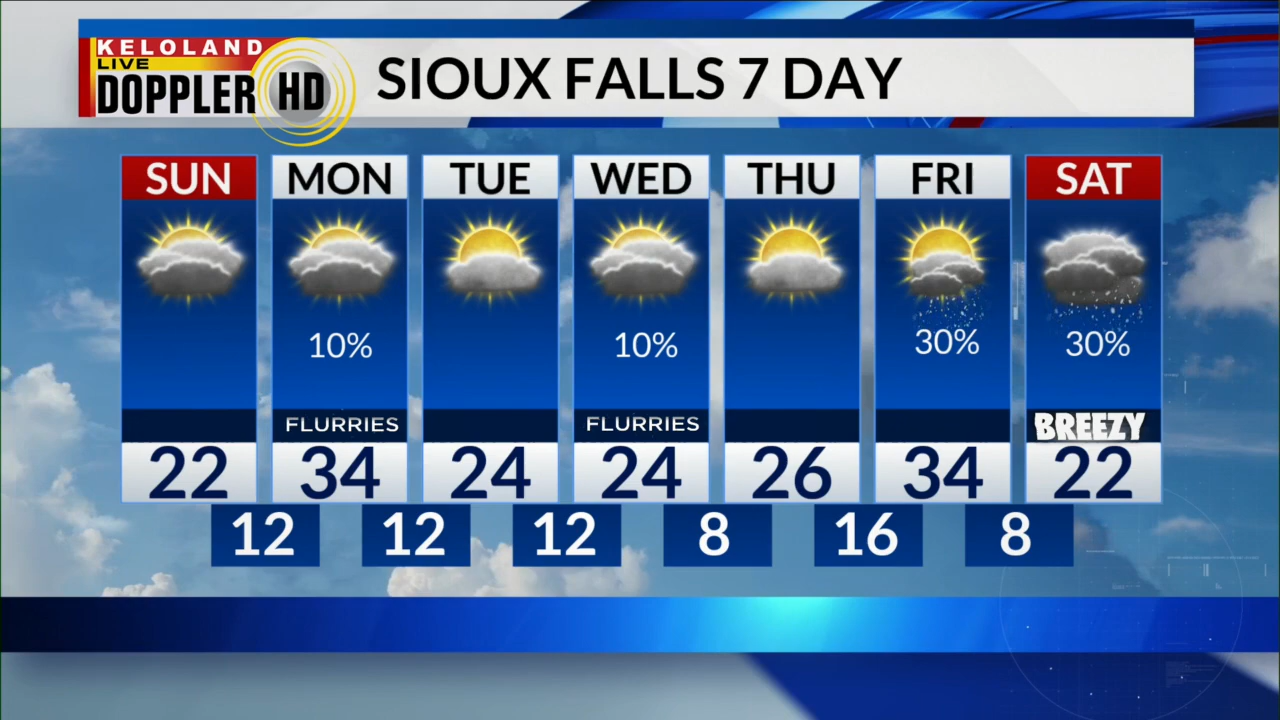 KELOLAND
LIVE
DOPPLER HD
SIOUX FALLS 7 DAY
SUN MON TUE WED THU FRI SAT
10% 10% 30% 30%
FLURRIES FLURRIES BREEZY
22 34 24 24 26 34 22
12 12 12 8 16 8